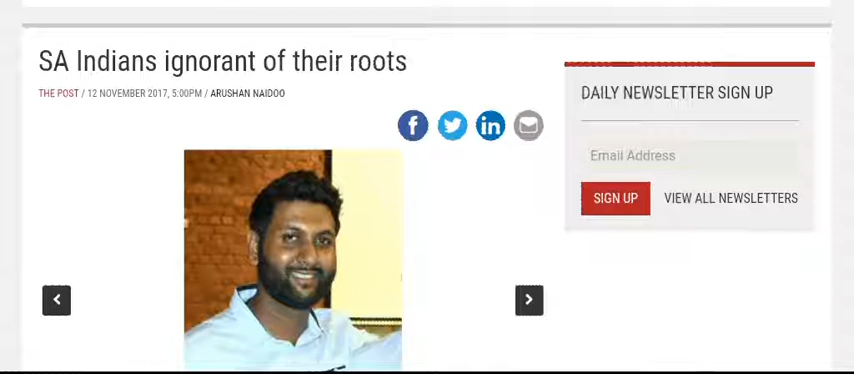 SA Indians ignorant of their roots
THE POST / 12 NOVEMBER 2017, 5:00PM / ARUSHAN NAIDOO
DAILY NEWSLETTER SIGN UP
Email Address
SIGN UP
VIEW ALL NEWSLETTERS